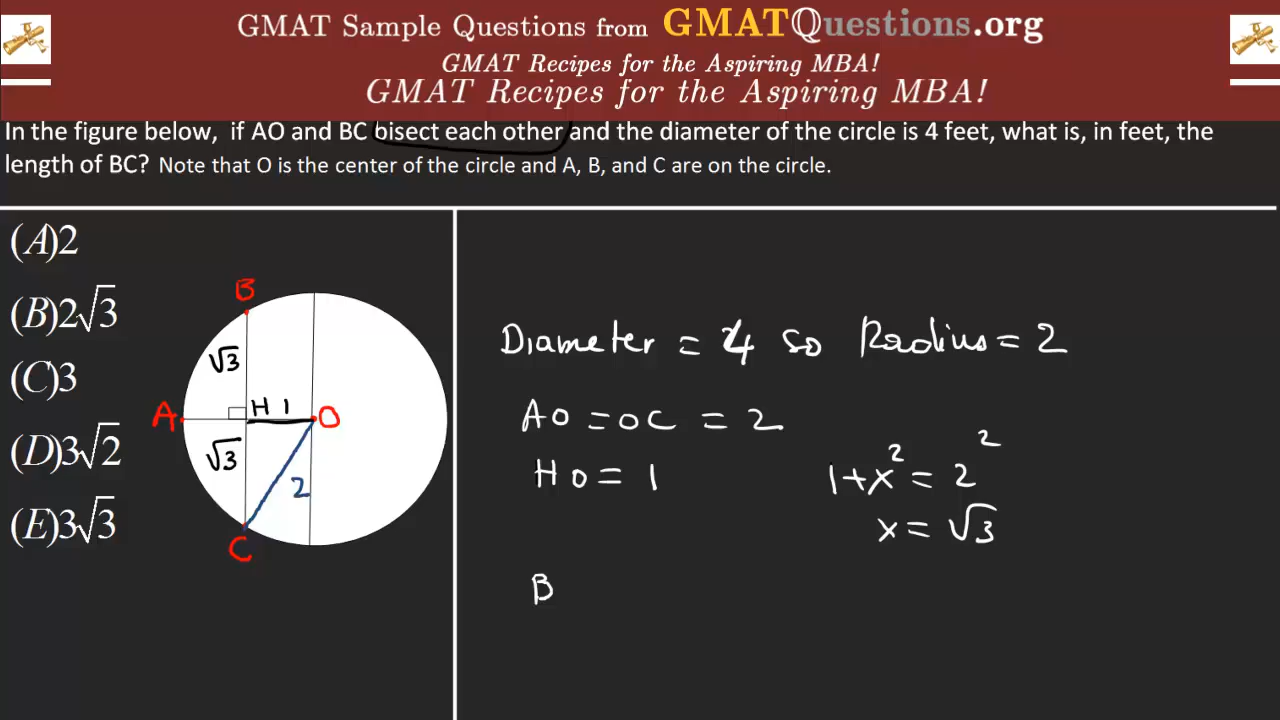 GMAT Sample Questions from GMATQuestions.org
GMAT Recipes for the Aspiring MBA!
GMAT Recipes for the Aspiring MBA!
In the figure below, if AO and BC bisect each other and the diameter of the circle is 4 feet, what is, in feet, the
length of BC? Note that O is the center of the circle and A, B, and C are on the circle.
(A)2
(B)2√3
(C)3
(D)3√2
(E)3√3
B
√3
A
H 1
O
√3
2
C
Diameter = 4 so Radius = 2
AO = OC = 2
HO = 1
1+x² = 2²
x = √3
B